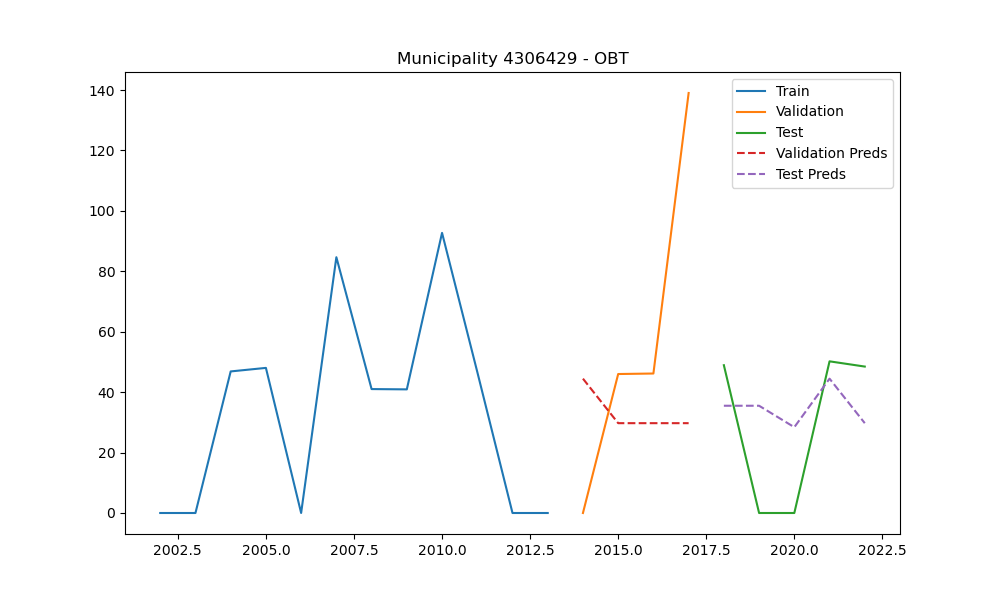 Municipality 4306429 - OBT
140
120
100
80
60
40
20
0
Train
Validation
Test
Validation Preds
Test Preds
2002.5 2005.0 2007.5 2010.0 2012.5 2015.0 2017.5 2020.0 2022.5